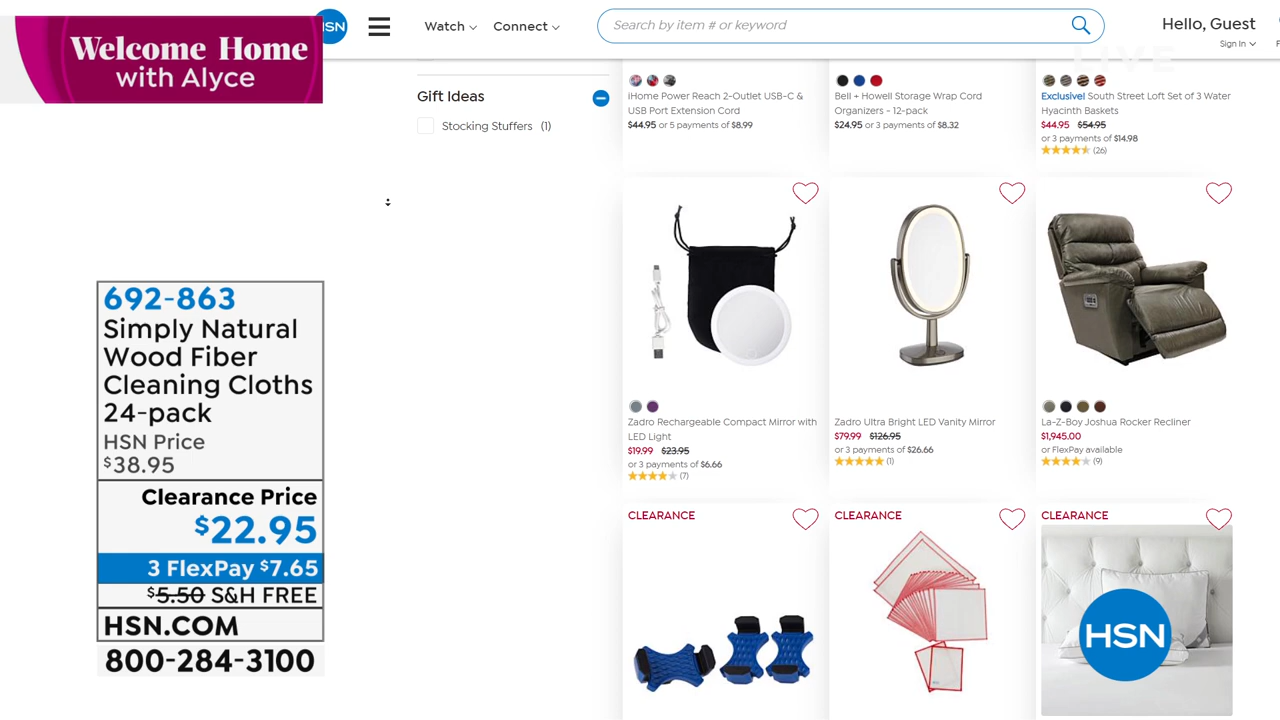 Welcome Home
with Alyce
HSN
Watch
Connect
Search by item # or keyword
Hello, Guest
Sign In
LIVE
Gift Ideas
Stocking Stuffers (1)
iHome Power Reach 2-Outlet USB-C &
USB Port Extension Cord
$44.95 or 5 payments of $8.99
Bell + Howell Storage Wrap Cord
Organizers - 12-pack
$24.95 or 3 payments of $8.32
Exclusive! South Street Loft Set of 3 Water
Hyacinth Baskets
$44.95 $54.95
or 3 payments of $14.98
(26)
692-863
Simply Natural
Wood Fiber
Cleaning Cloths
24-pack
HSN Price
$38.95
Clearance Price
$22.95
3 FlexPay $7.65
$5.50 S&H FREE
HSN.COM
800-284-3100
Zadro Rechargeable Compact Mirror with
LED Light
$19.99 $23.95
or 3 payments of $6.66
(7)
Zadro Ultra Bright LED Vanity Mirror
$79.99 $126.95
or 3 payments of $26.66
(1)
La-Z-Boy Joshua Rocker Recliner
$1,945.00
or FlexPay available
(9)
CLEARANCE
CLEARANCE
CLEARANCE
HSN